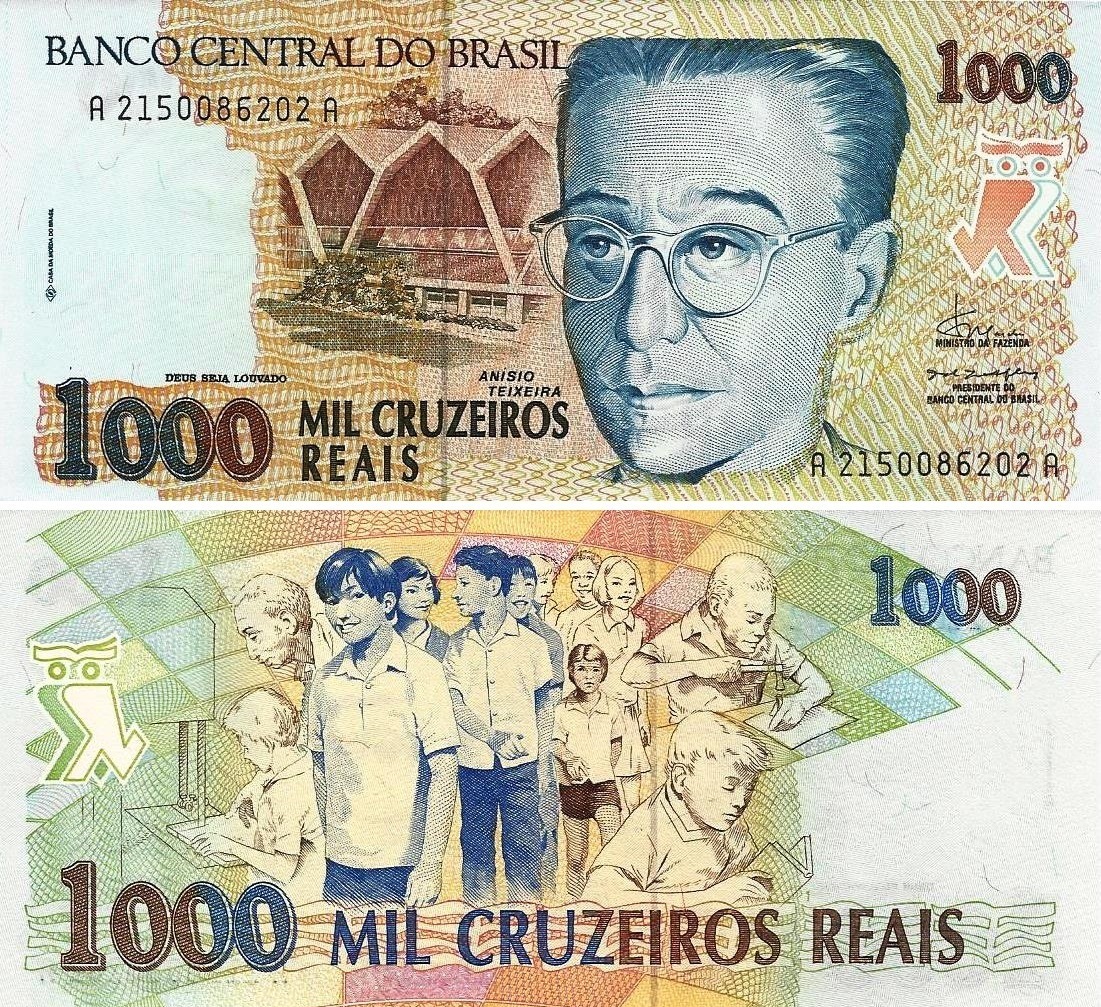 BANCO CENTRAL DO BRASIL
1000
A 2150086202 A
CASA DA MOEDA DO BRASIL
MINISTRO DA FAZENDA
PRESIDENTE DO
BANCO CENTRAL DO BRASIL
DEUS SEJA LOUVADO
ANISIO
TEIXEIRA
1000
MIL CRUZEIROS
REAIS
A 2150086202 A
1000
1000 MIL CRUZEIROS REAIS